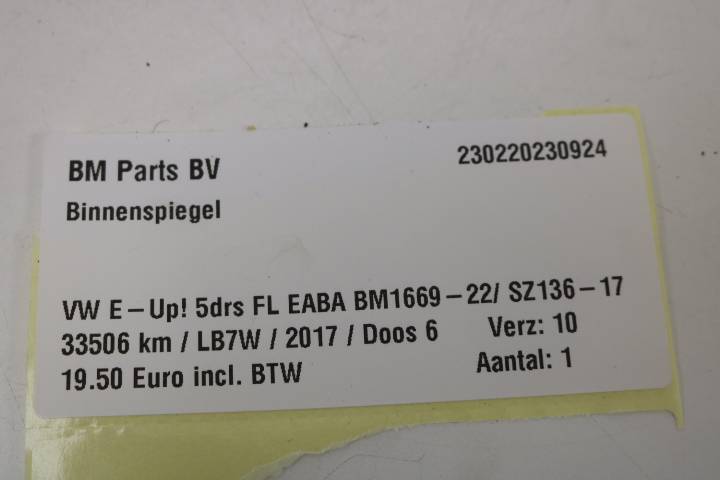 BM Parts BV 230220230924
Binnenspiegel
VW E-Up! 5drs FL EABA BM1669-22/ SZ136-17
33506 km / LB7W / 2017 / Doos 6 Verz: 10
19.50 Euro incl. BTW Aantal: 1